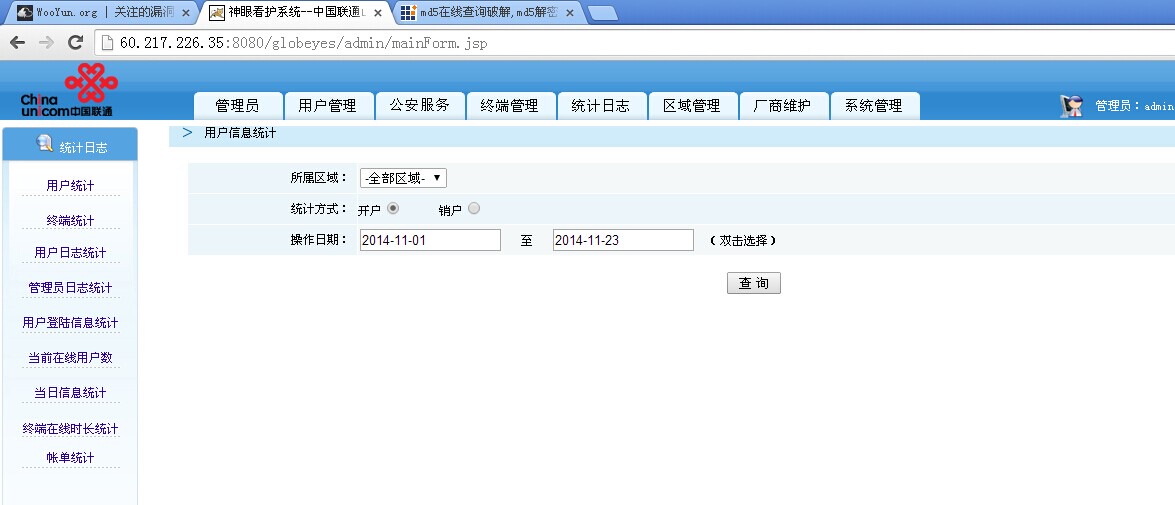 WooYun.org | 关注的漏洞
神眼看护系统--中国联通
md5在线查询破解,md5解密
60.217.226.35:8080/globeyes/admin/mainForm.jsp
China
unicom中国联通
管理员 用户管理 公安服务 终端管理 统计日志 区域管理 厂商维护 系统管理
管理员：admin
统计日志
用户统计
终端统计
用户日志统计
管理员日志统计
用户登陆信息统计
当前在线用户数
当日信息统计
终端在线时长统计
帐单统计
> 用户信息统计
所属区域： -全部区域-
统计方式： 开户 销户
操作日期： 2014-11-01 至 2014-11-23 （双击选择）
查 询